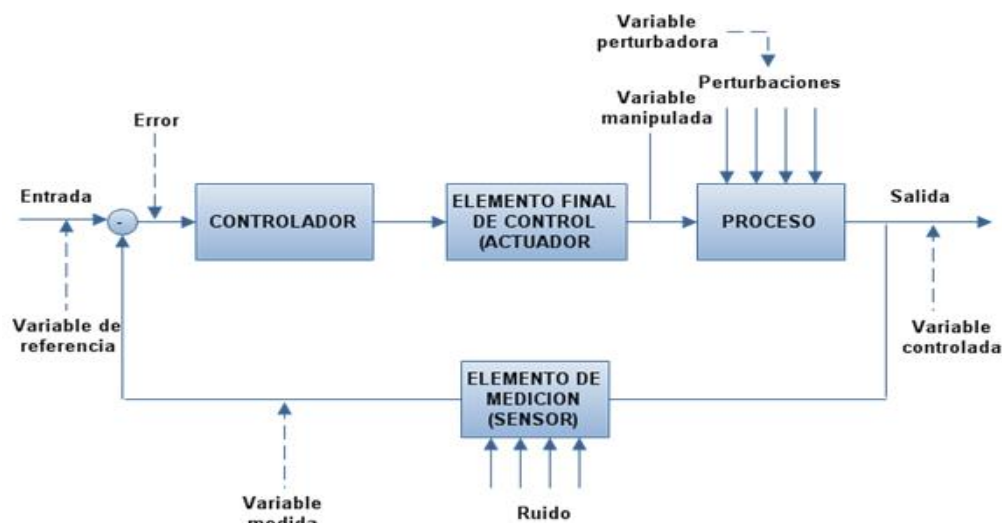 Variable
perturbadora
Perturbaciones
Variable
manipulada
Error
Entrada
-
CONTROLADOR
ELEMENTO FINAL
DE CONTROL
(ACTUADOR
PROCESO
Salida
Variable de
referencia
Variable
controlada
ELEMENTO DE
MEDICION
(SENSOR)
Variable
medida
Ruido